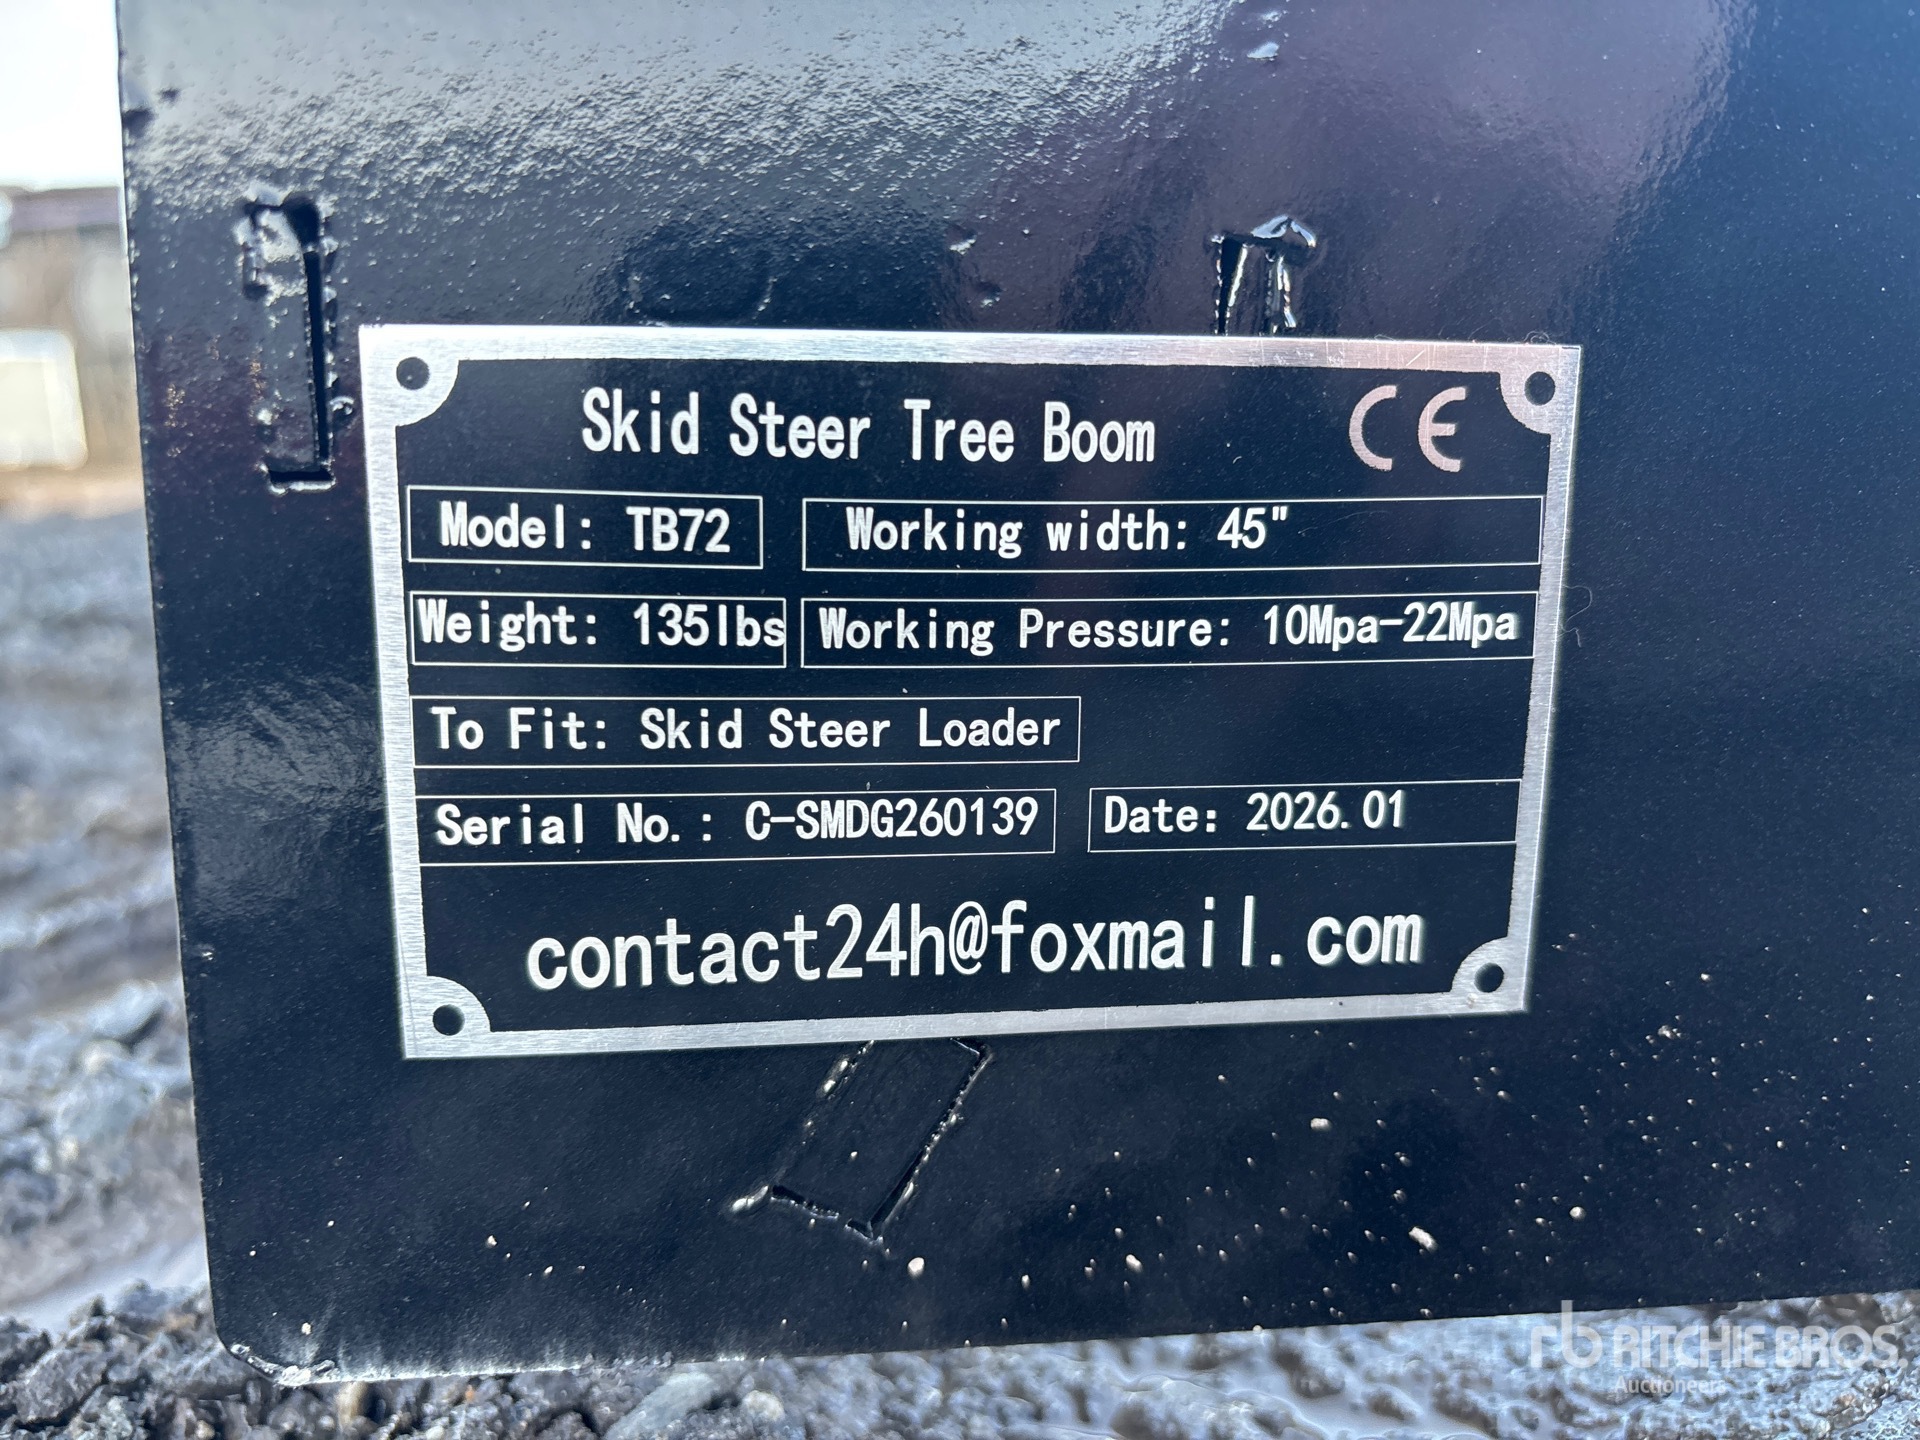 Skid Steer Tree Boom CE
Model: TB72 Working width: 45"
Weight: 135lbs Working Pressure: 10Mpa-22Mpa
To Fit: Skid Steer Loader
Serial No.: C-SMDG260139 Date: 2026.01
contact24h@foxmail.com
rb RITCHIE BROS.
Auctioneers